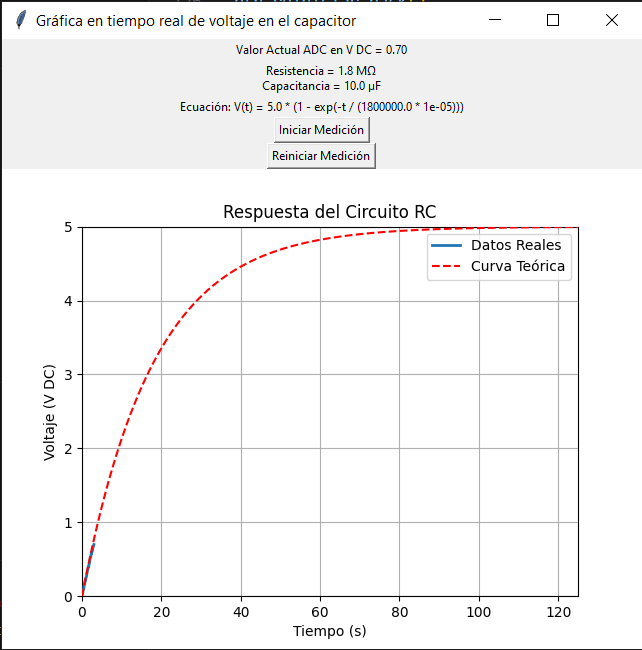 Gráfica en tiempo real de voltaje en el capacitor
Valor Actual ADC en V DC = 0.70
Resistencia = 1.8 MΩ
Capacitancia = 10.0 µF
Ecuación: V(t) = 5.0 * (1 - exp(-t / (1800000.0 * 1e-05)))
Iniciar Medición
Reiniciar Medición
Respuesta del Circuito RC
Datos Reales
Curva Teórica
Voltaje (V DC)
5
4
3
2
1
0
0 20 40 60 80 100 120
Tiempo (s)